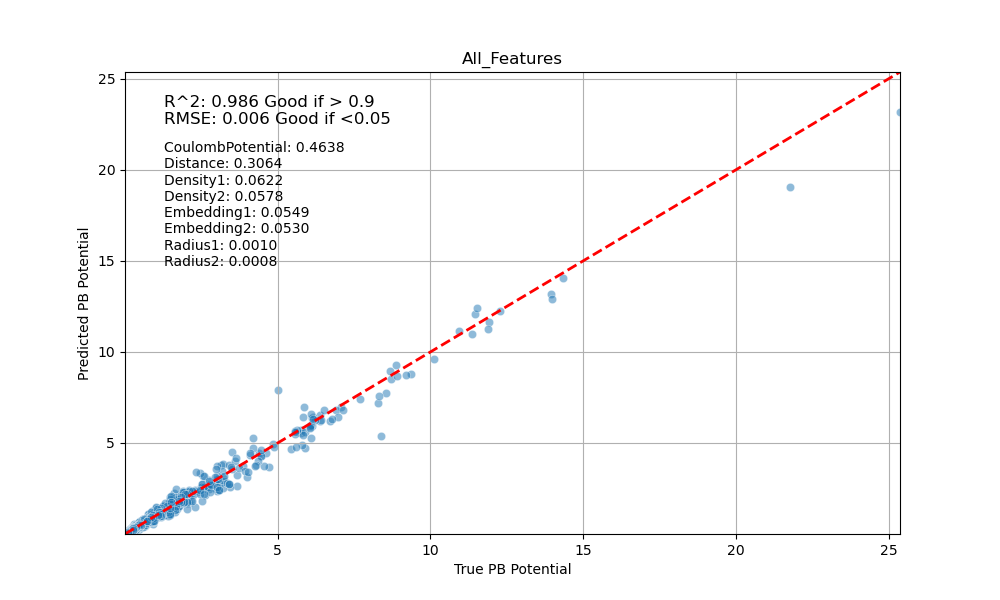 All_Features
R^2: 0.986 Good if > 0.9
RMSE: 0.006 Good if <0.05
CoulombPotential: 0.4638
Distance: 0.3064
Density1: 0.0622
Density2: 0.0578
Embedding1: 0.0549
Embedding2: 0.0530
Radius1: 0.0010
Radius2: 0.0008
Predicted PB Potential
25
20
15
10
5
5
10
15
20
25
True PB Potential